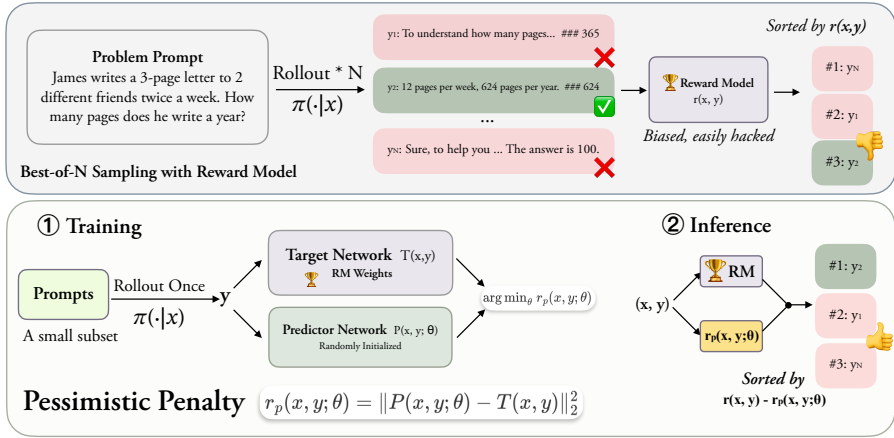 Problem Prompt
James writes a 3-page letter to 2
different friends twice a week. How
many pages does he write a year?
Rollout * N
π(·|x)
y₁: To understand how many pages... ### 365
y₂: 12 pages per week, 624 pages per year. ### 624
...
yN: Sure, to help you ... The answer is 100.
Reward Model
r(x, y)
Biased, easily hacked
Sorted by r(x,y)
#1: yN
#2: y₁
#3: y₂
Best-of-N Sampling with Reward Model
① Training
Prompts
A small subset
Rollout Once
π(·|x)
y
Target Network T(x,y)
RM Weights
Predictor Network P(x, y; θ)
Randomly Initialized
arg min_θ r_p(x, y; θ)
Pessimistic Penalty
r_p(x, y; θ) = ‖P(x, y; θ) − T(x, y)‖₂²
② Inference
(x, y)
RM
rₚ(x, y;θ)
#1: y₂
#2: y₁
#3: yN
Sorted by
r(x, y) - rₚ(x, y;θ)